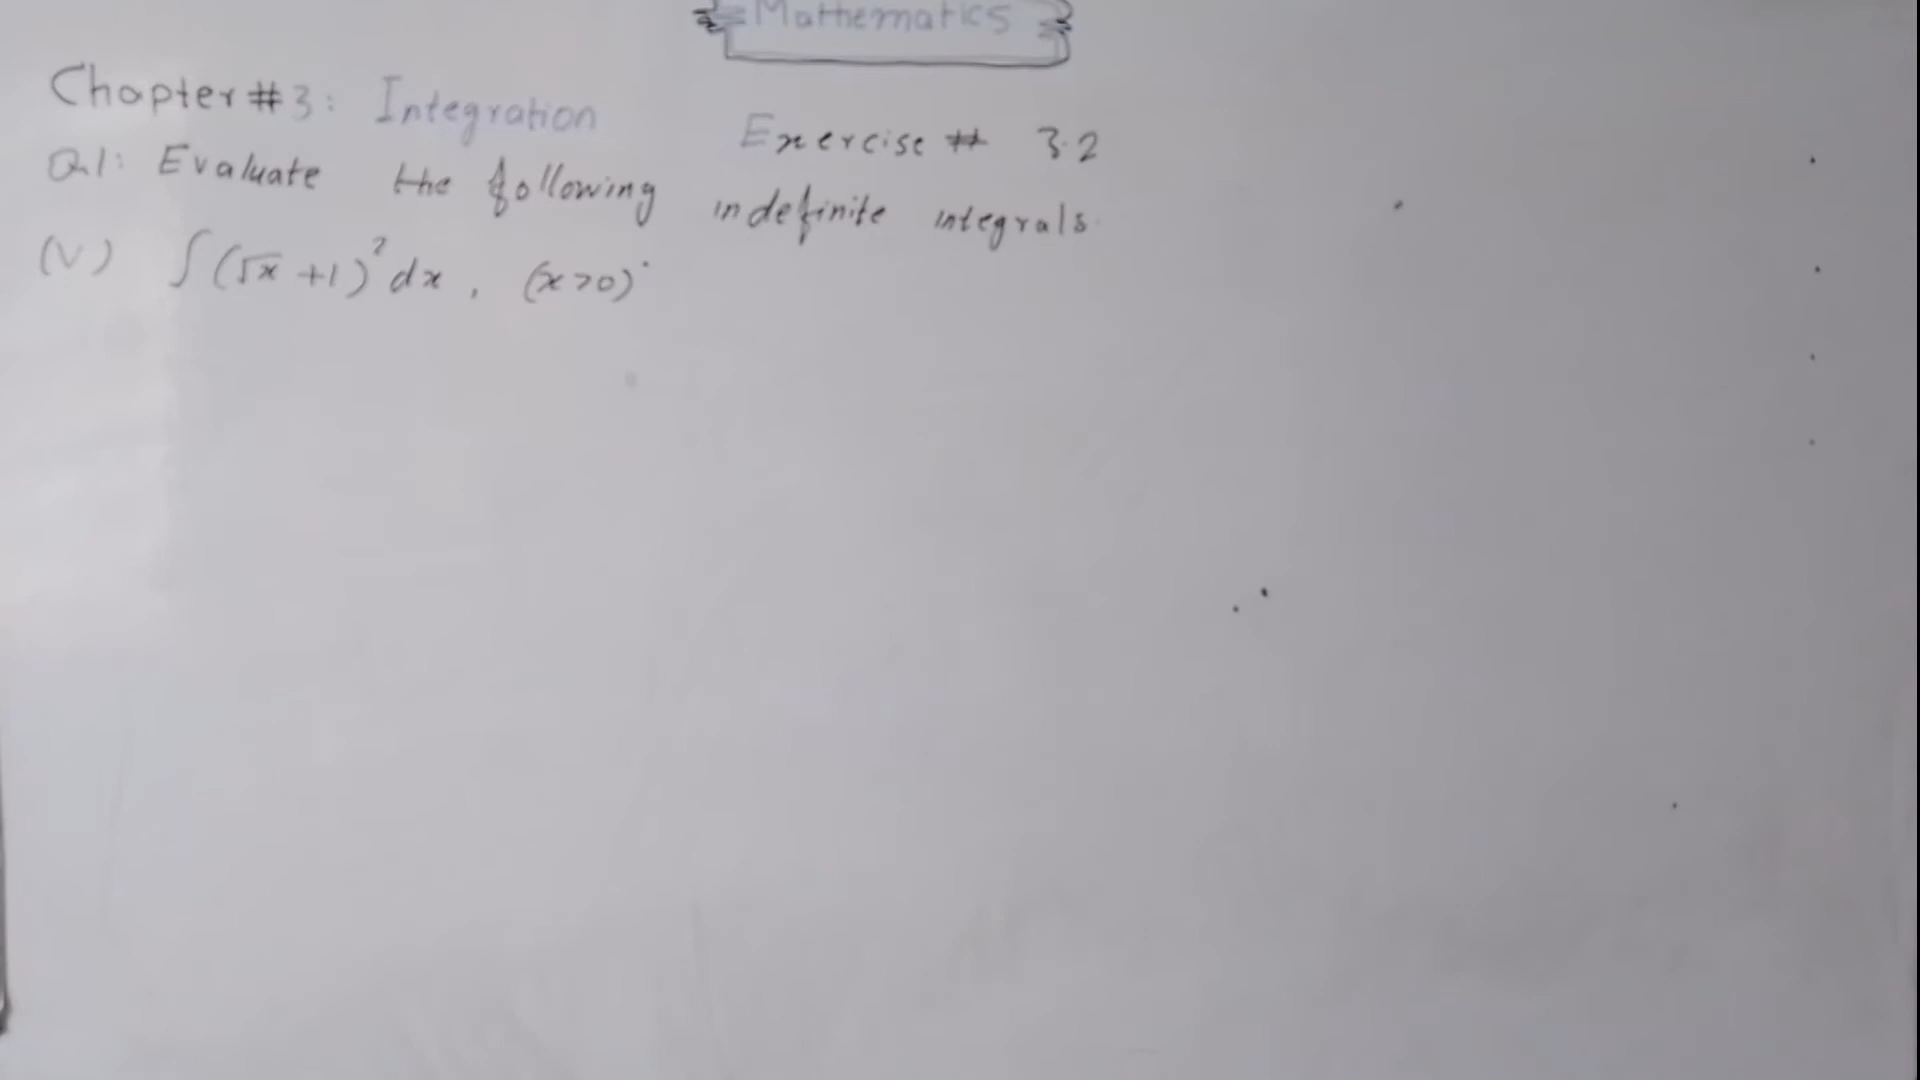 Mathematics
Chapter # 3: Integration
Exercise # 3.2
Q1: Evaluate the following indefinite integrals.
(V) ∫(√x +1)² dx , (x>0)